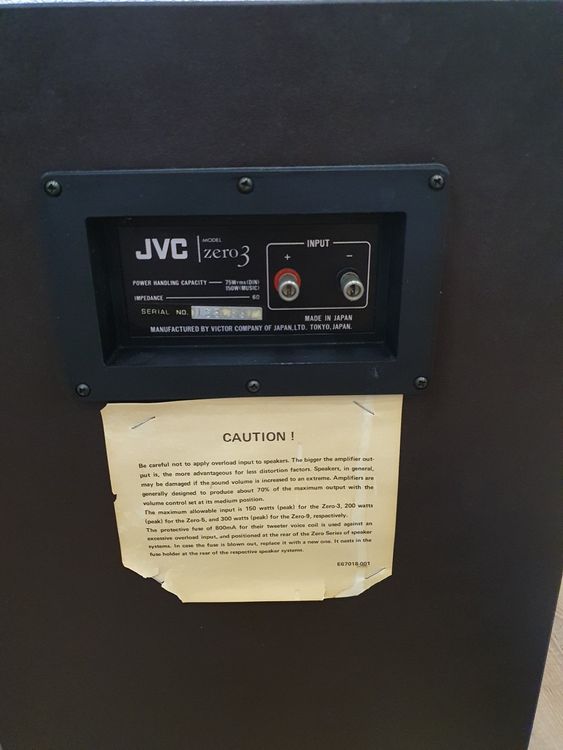 JVC
MODEL
zero3
INPUT
+ −
POWER HANDLING CAPACITY 75Wrms(DIN)
150W(MUSIC)
IMPEDANCE 6Ω
SERIAL NO.
MADE IN JAPAN
MANUFACTURED BY VICTOR COMPANY OF JAPAN, LTD. TOKYO, JAPAN.
CAUTION !
Be careful not to apply overload input to speakers. The bigger the amplifier out-
put is, the more advantageous for less distortion factors. Speakers, in general,
may be damaged if the sound volume is increased to an extreme. Amplifiers are
generally designed to produce about 70% of the maximum output with the
volume control set at its medium position.
The maximum allowable input is 150 watts (peak) for the Zero-3, 200 watts
(peak) for the Zero-5, and 300 watts (peak) for the Zero-9, respectively.
The protective fuse of 800mA for their tweeter voice coil is used against an
excessive overload input, and positioned at the rear of the Zero Series of speaker
systems. In case the fuse is blown out, replace it with a new one. It nests in the
fuse holder at the rear of the respective speaker systems.
E67018-001